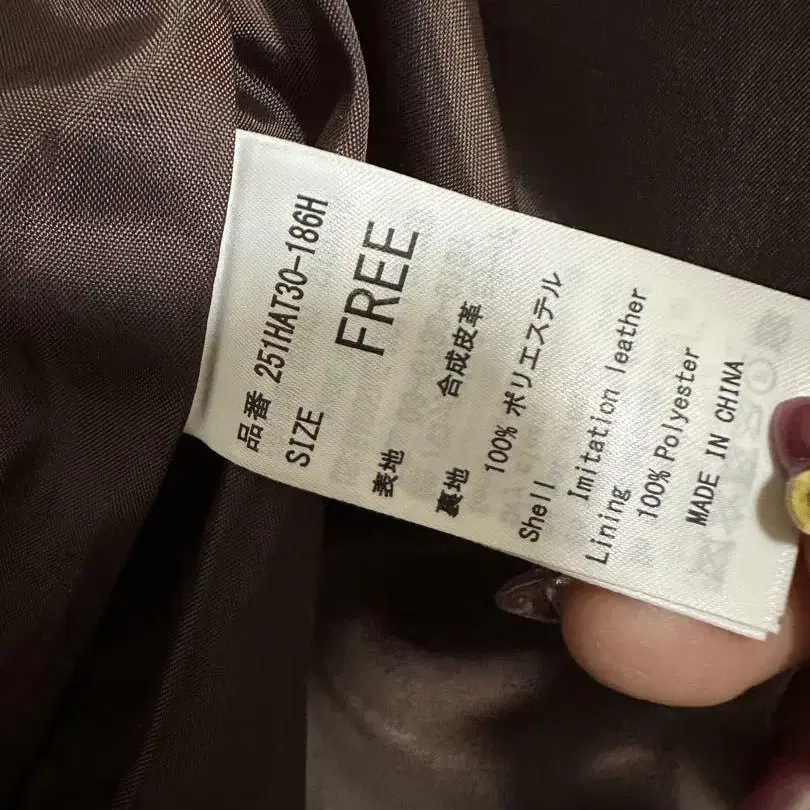 品番 251HAT30-186H
SIZE FREE
表地 合成皮革
裏地
100% ポリエステル
Shell
Imitation leather
Lining
100% Polyester
MADE IN CHINA